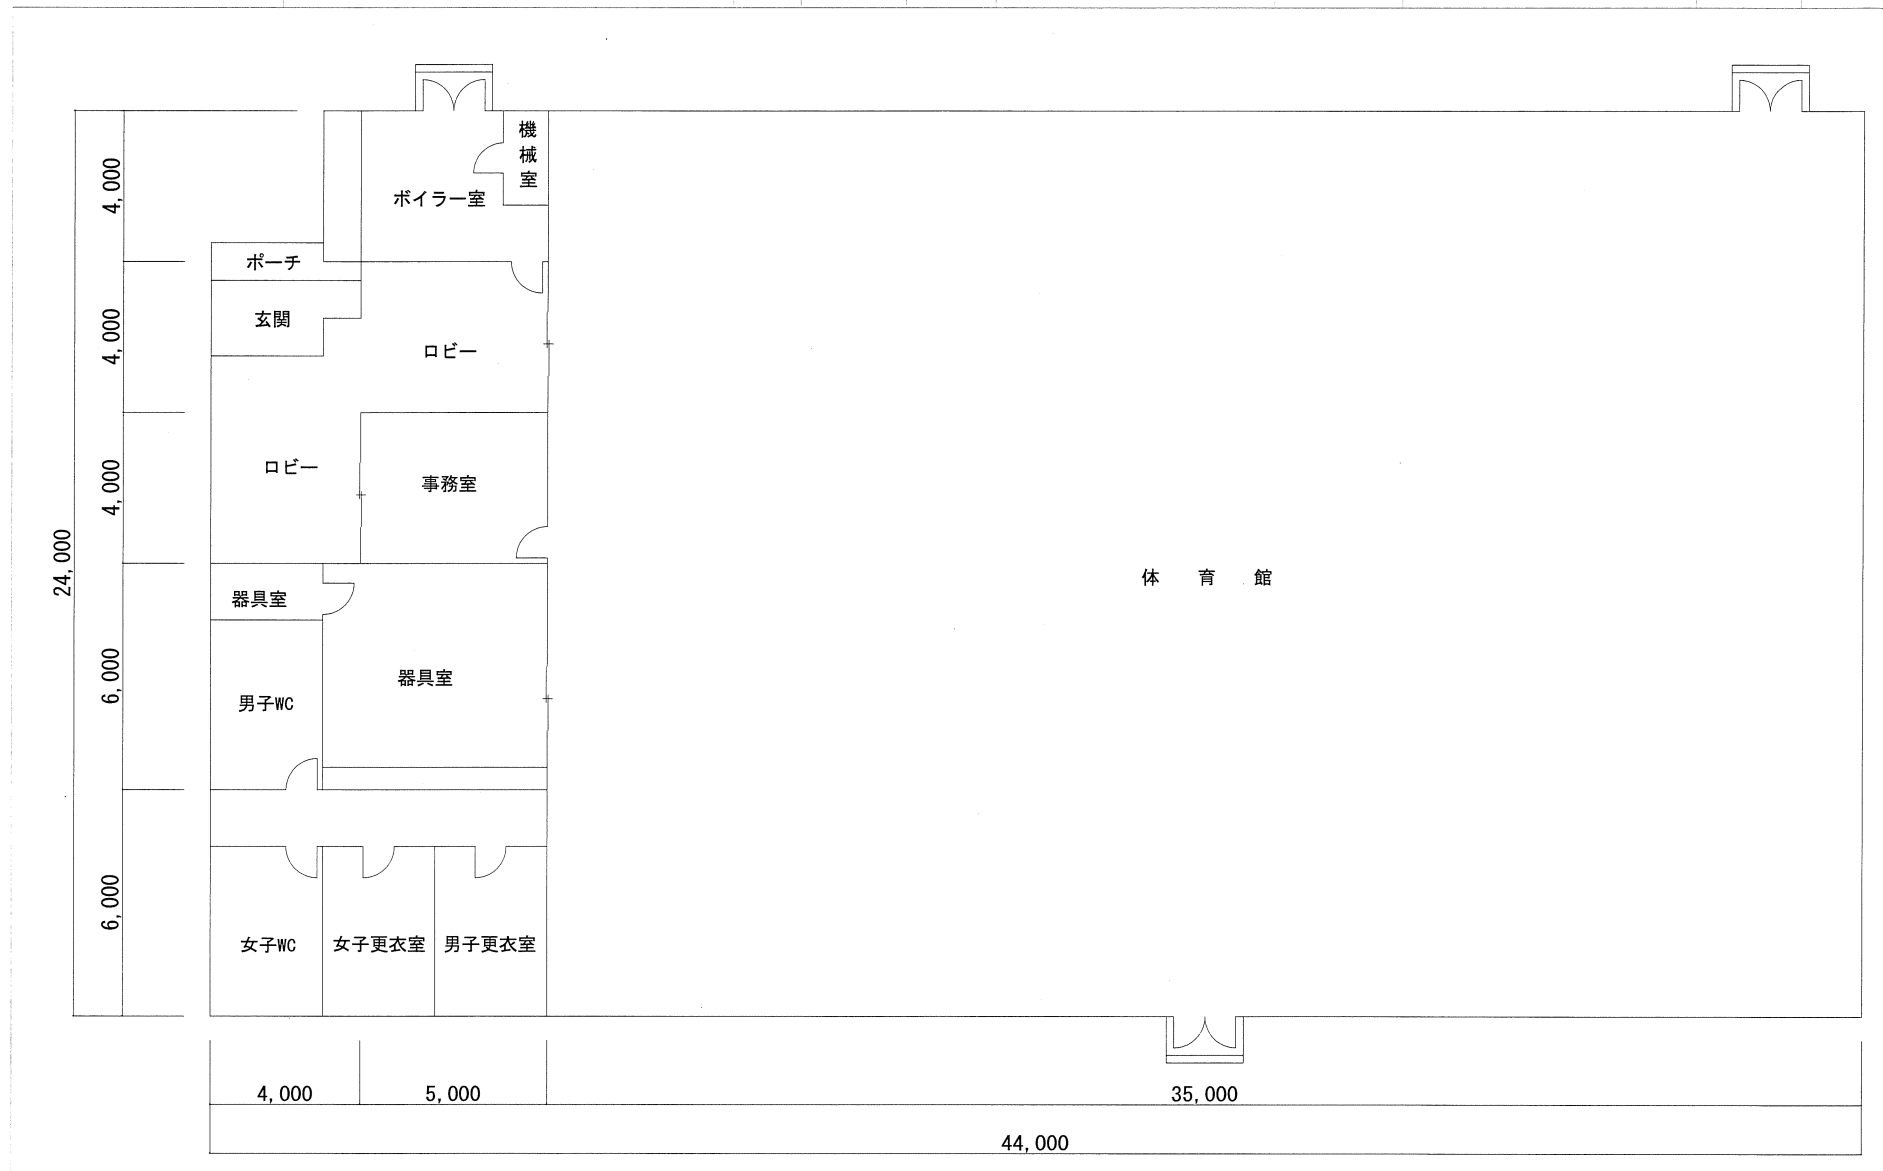 機械室
4,000
ボイラー室
ポーチ
玄関
4,000
ロビー
ロビー
4,000
事務室
24,000
体育館
器具室
6,000
器具室
男子WC
6,000
女子WC
女子更衣室
男子更衣室
4,000
5,000
35,000
44,000